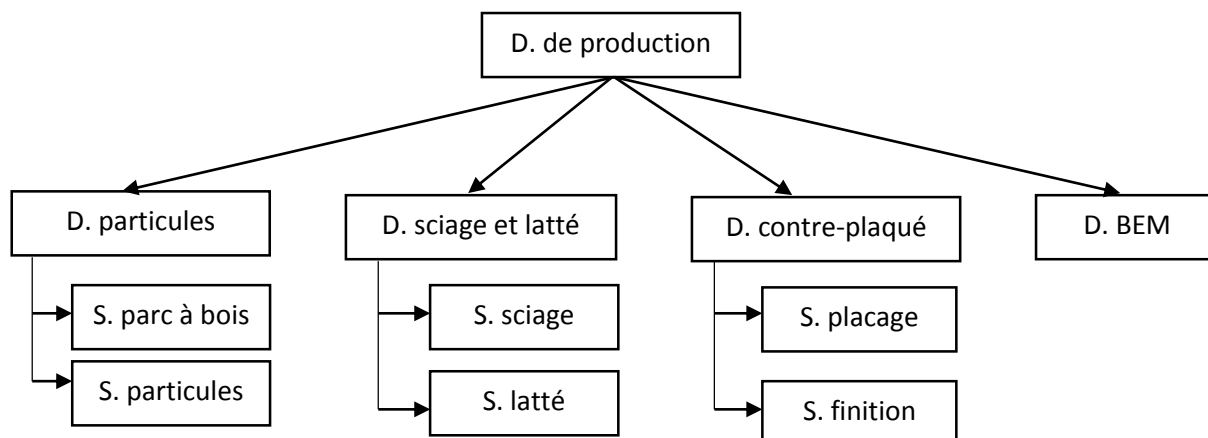 D. de production
D. particules
D. sciage et latté
D. contre-plaqué
D. BEM
S. parc à bois
S. sciage
S. placage
S. particules
S. latté
S. finition